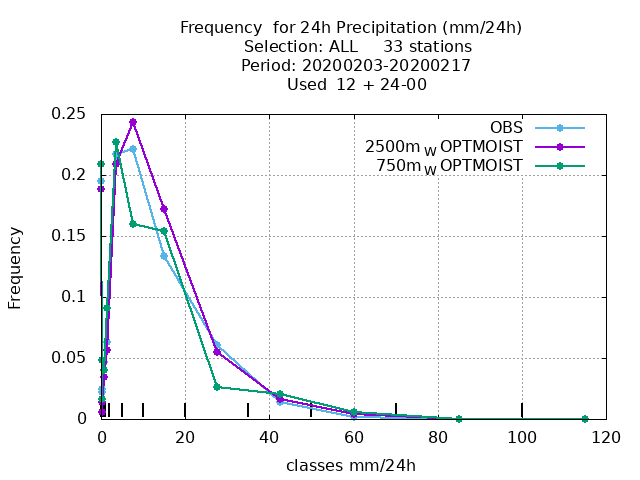 Frequency for 24h Precipitation (mm/24h)
Selection: ALL 33 stations
Period: 20200203-20200217
Used 12 + 24-00
OBS
2500m_W OPTMOIST
750m_W OPTMOIST
Frequency
0.25
0.2
0.15
0.1
0.05
0
0 20 40 60 80 100 120
classes mm/24h